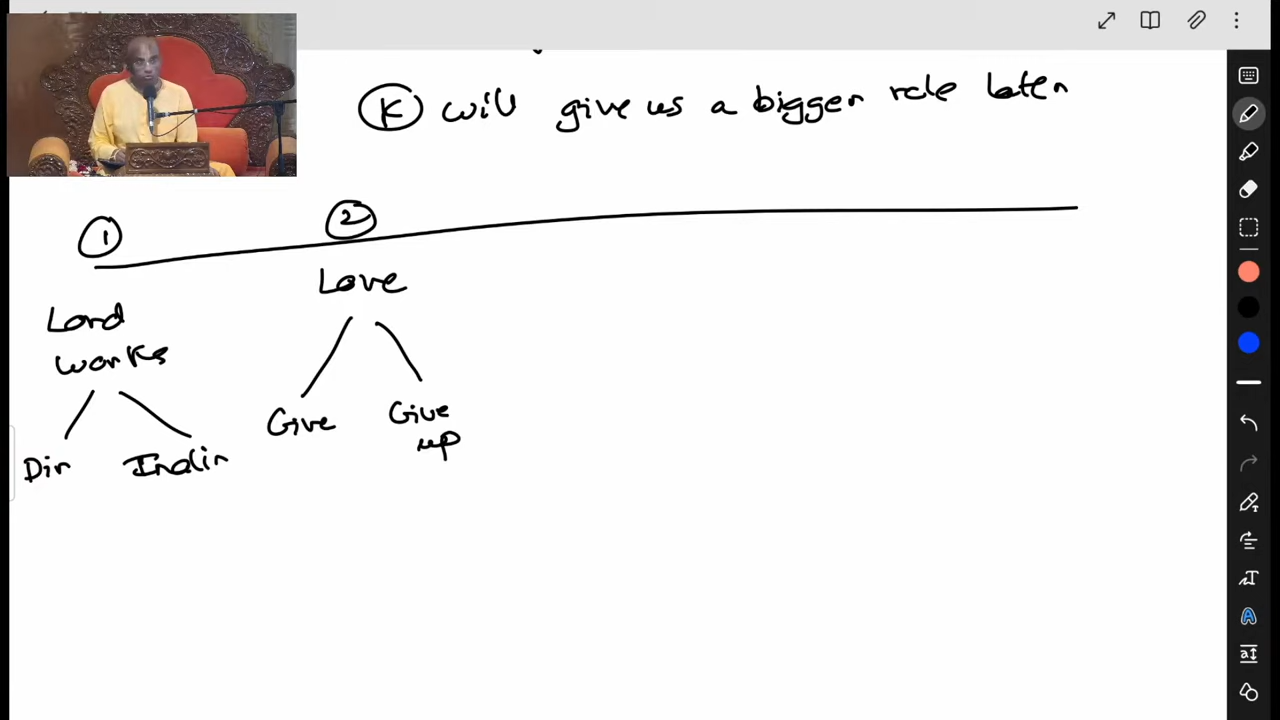 K will give us a bigger role later
1
2
Lord
works
Love
Dir
Indir
Give
Give
up